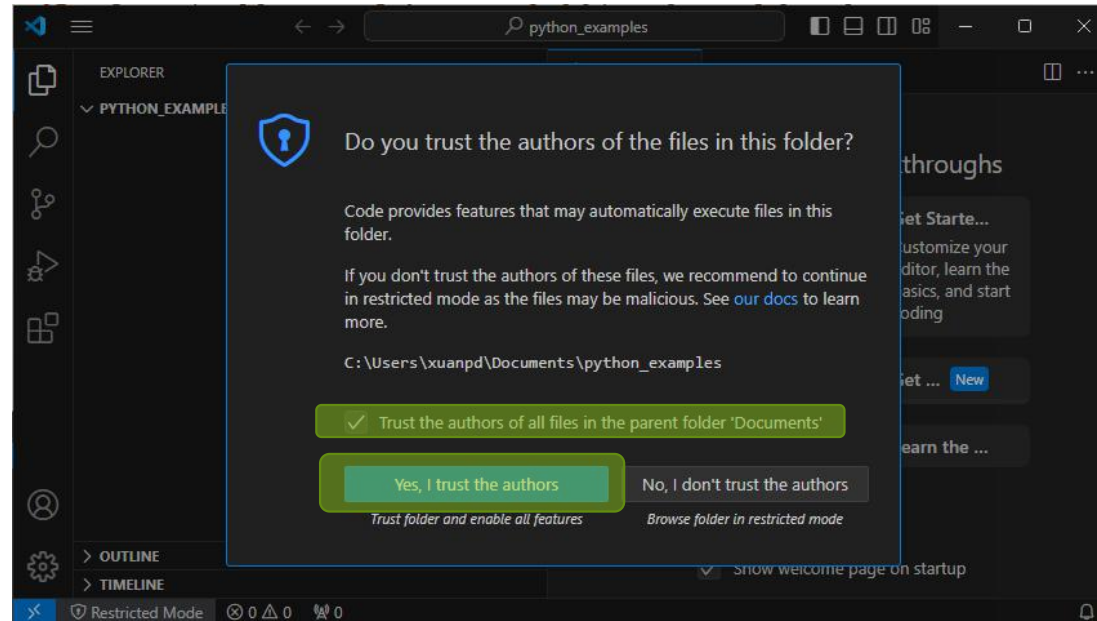 python_examples
EXPLORER
PYTHON_EXAMPLE
Do you trust the authors of the files in this folder?
Code provides features that may automatically execute files in this
folder.
If you don't trust the authors of these files, we recommend to continue
in restricted mode as the files may be malicious. See our docs to learn
more.
C:\Users\xuanpd\Documents\python_examples
Trust the authors of all files in the parent folder 'Documents'
Yes, I trust the authors
No, I don't trust the authors
Trust folder and enable all features
Browse folder in restricted mode
throughs
Get Starte...
ustomize your
ditor, learn the
asics, and start
oding
Get ... New
earn the ...
Show welcome page on startup
OUTLINE
TIMELINE
Restricted Mode 0 0 0